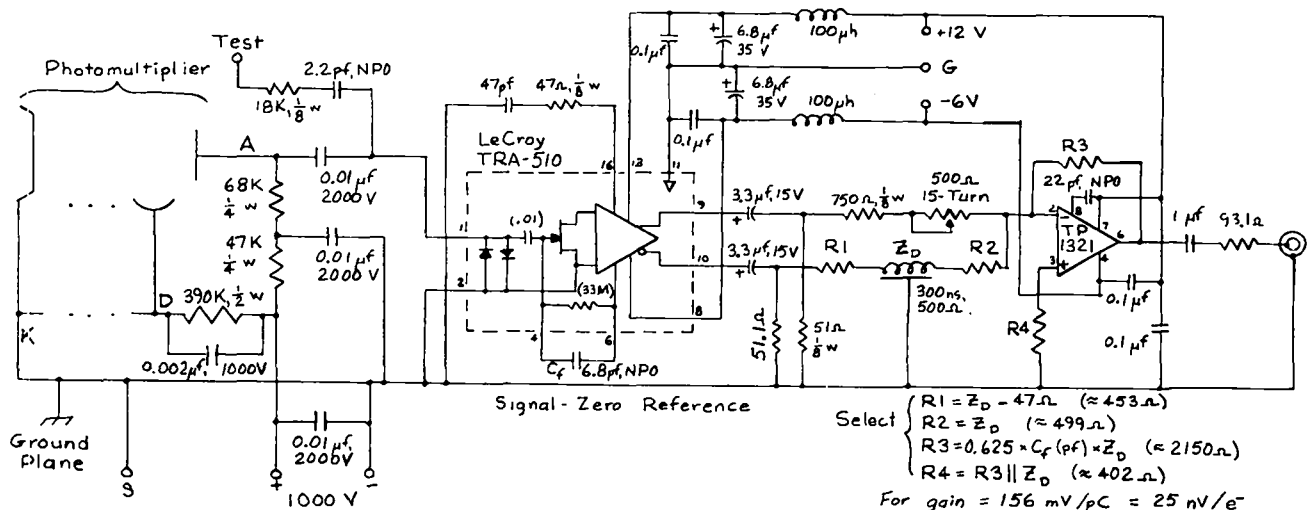 Test
Photomultiplier
2.2pf, NPO
18K, 1/8 w
A
0.01 μf
2000 V
68K
1/4 w
47K
1/4 w
0.01 μf
2000 V
390K, 1/2 w
D
K
0.002 μf, 1000V
Ground
Plane
0.01 μf,
2000V
9
+
-
1000 V
47pf
47Ω, 1/8 w
LeCroy
TRA-510
16
13
11
1
2
(.01)
(33M)
9
10
8
4
6
Cf
6.8pf, NPO
Signal-Zero Reference
0.1 μf
+
6.8 μf
35 V
100 μh
+12 V
G
+
6.8 μf
35 V
100 μh
-6V
0.1 μf
3.3 μf, 15V
+
750Ω, 1/8 w
500Ω
15-Turn
3.3 μf, 15V
+
R1
ZD
R2
300ns,
500Ω
51.1Ω
51Ω
1/8 w
R3
22 pf, NPO
2
-
8
7
TP
1321
6
3
+
4
R4
1 μf
93.1Ω
0.1 μf
0.1 μf
Select
R1 = ZD - 47Ω (≈ 453Ω)
R2 = ZD (≈ 499Ω)
R3 = 0.625 × Cf (pf) × ZD (≈ 2150Ω)
R4 = R3 || ZD (≈ 402Ω)
For gain = 156 mV/pC = 25 nV/e⁻